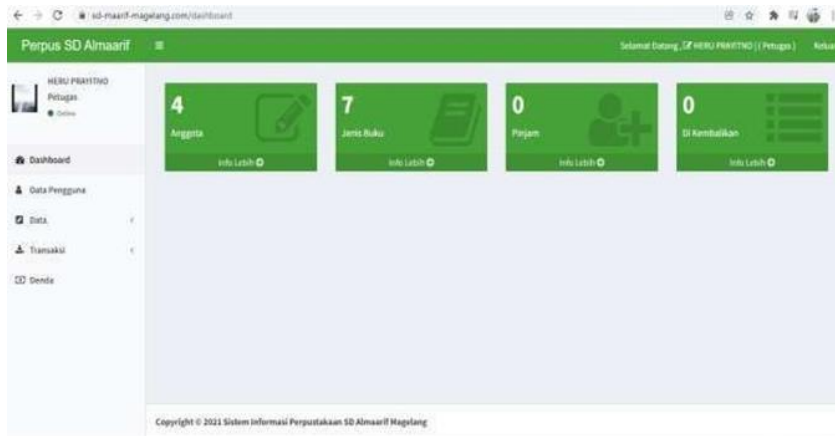 sd-maarif-magelang.com/dashboard
Perpus SD Almaarif
Selamat Datang, HERU PRAYITNO ( Petugas ) Keluar
HERU PRAYITNO
Petugas
Online
Dashboard
Data Pengguna
Data
Transaksi
Denda
4
Anggota
Info Lebih
7
Jenis Buku
Info Lebih
0
Pinjam
Info Lebih
0
Di Kembalikan
Info Lebih
Copyright © 2021 Sistem Informasi Perpustakaan SD Almaarif Magelang